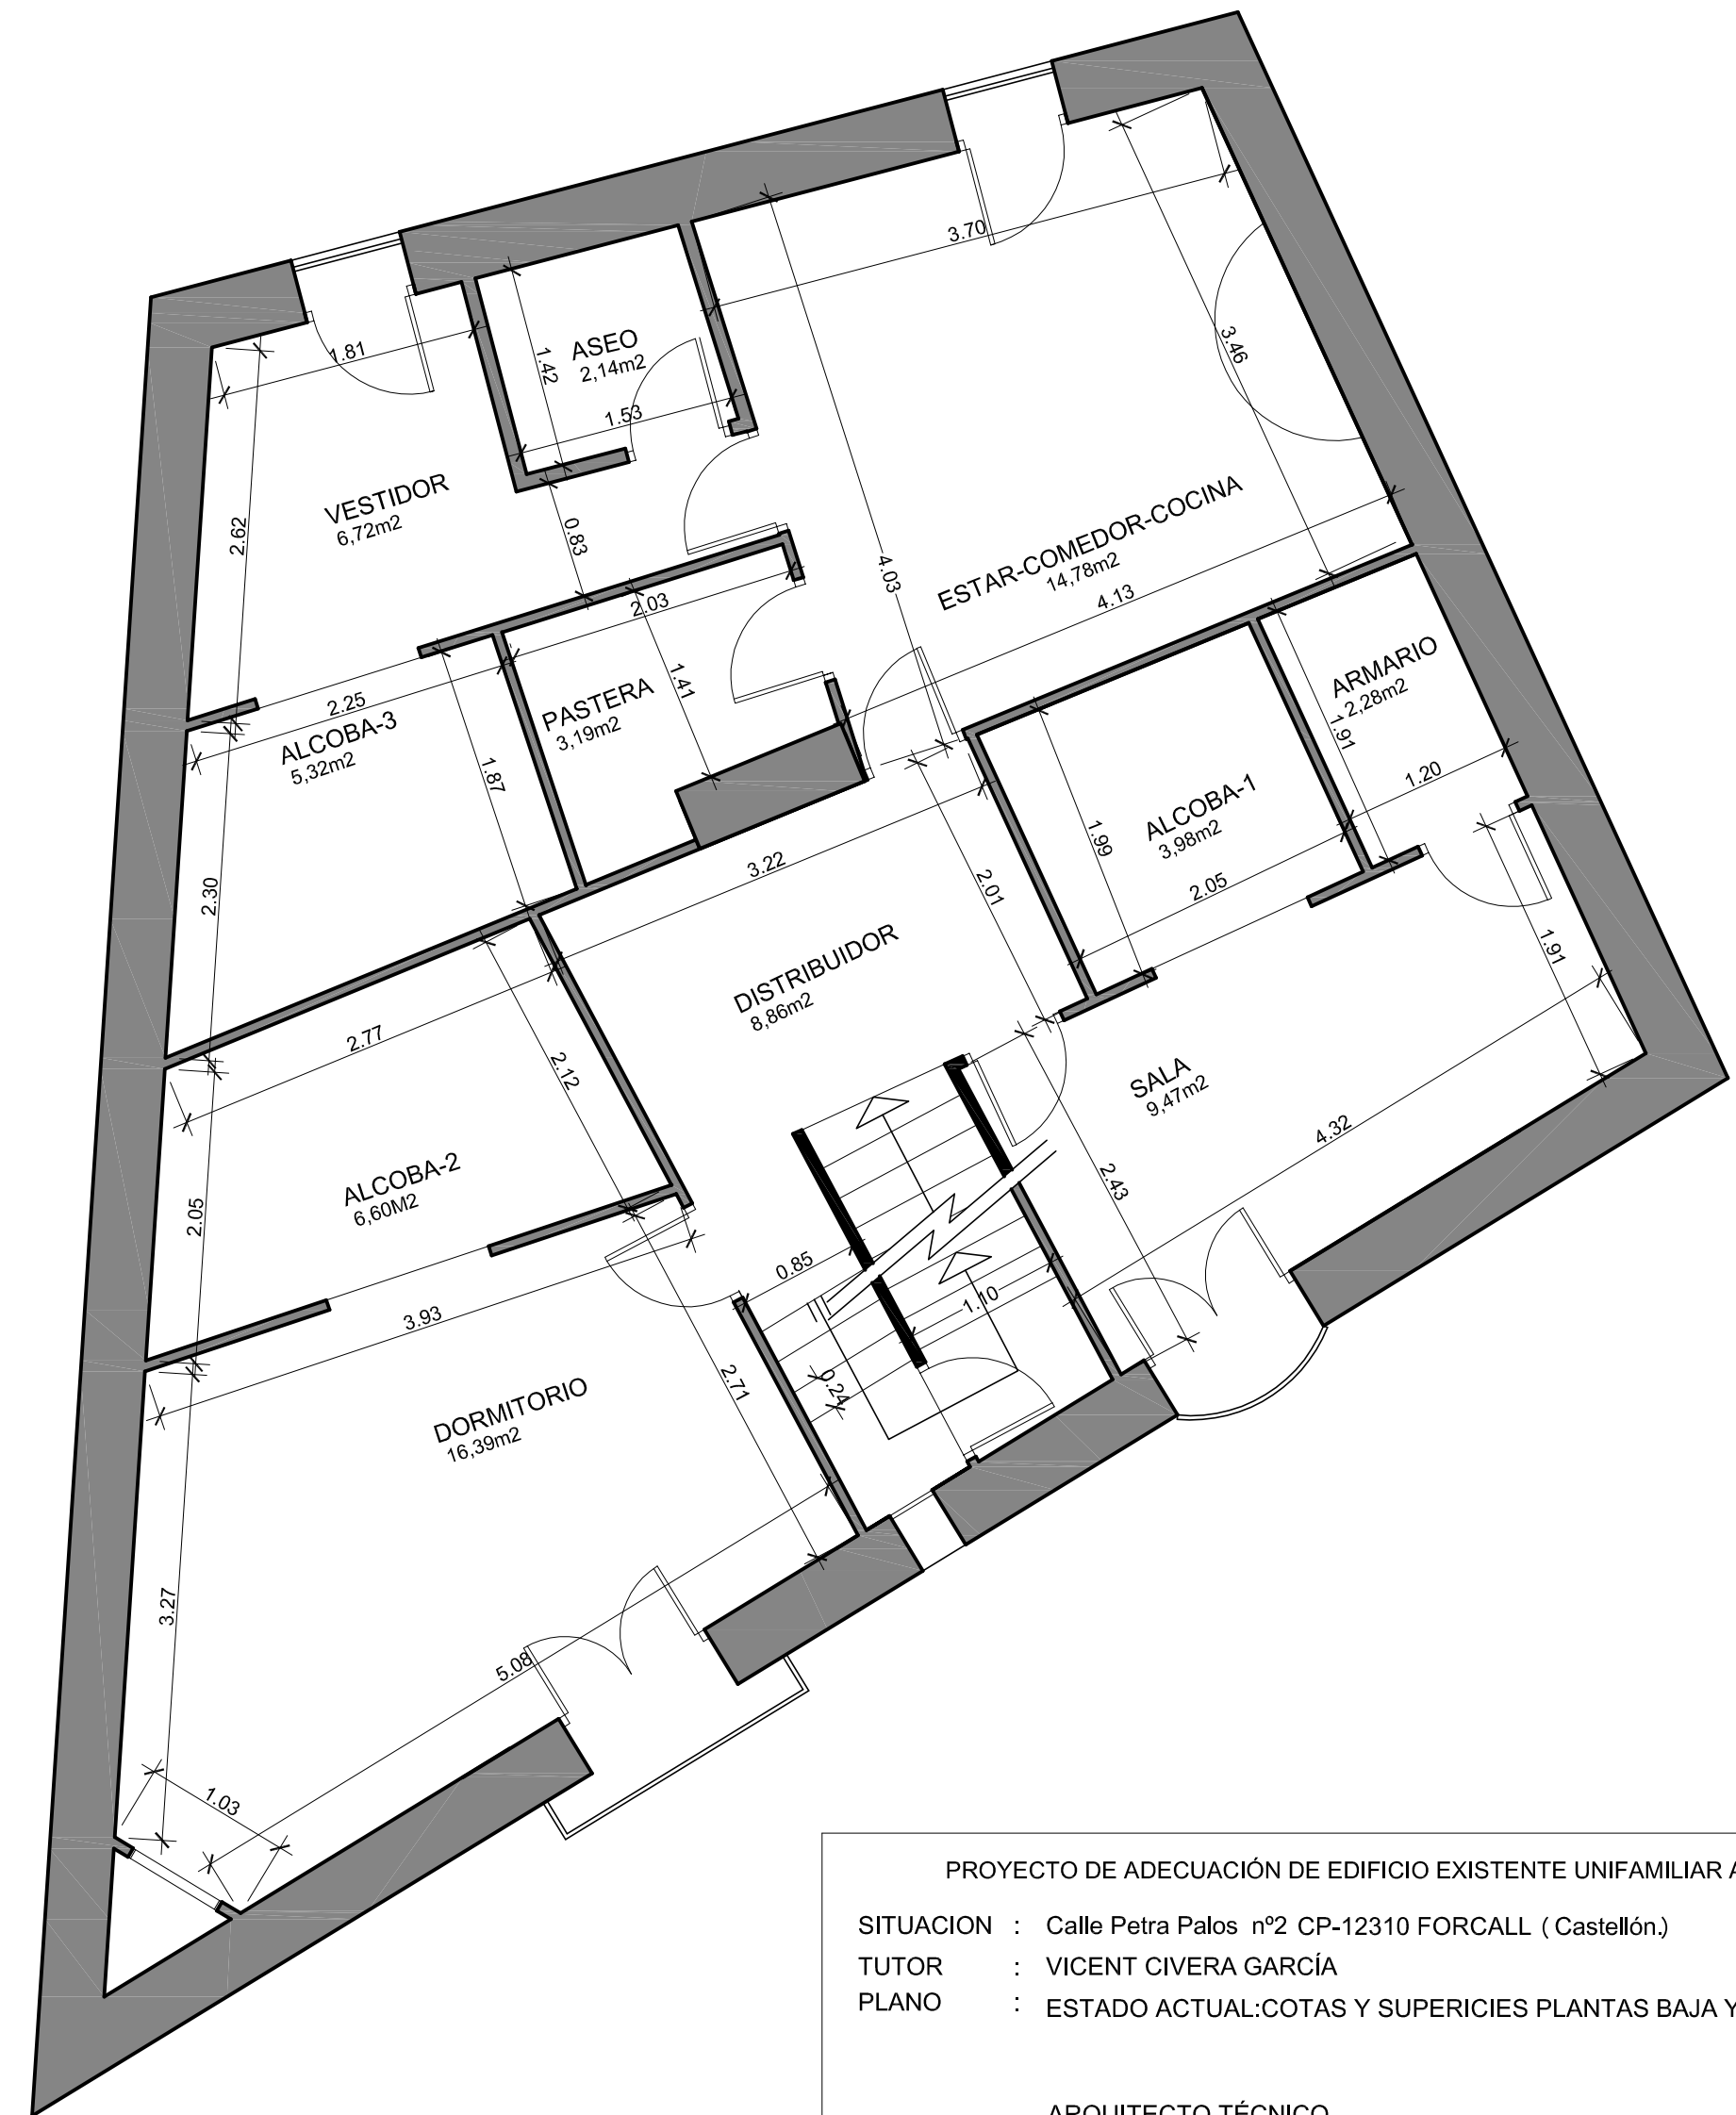 3.70
1.81
ASEO
2,14m2
1.42
1.53
3.46
VESTIDOR
6,72m2
2.62
0.83
4.03
ESTAR-COMEDOR-COCINA
14,78m2
4.13
2.03
1.41
PASTERA
3,19m2
2.25
ALCOBA-3
5,32m2
1.87
ARMARIO
2,28m2
1.91
1.20
ALCOBA-1
3,98m2
1.99
2.05
3.22
2.01
2.30
DISTRIBUIDOR
8,86m2
1.91
2.77
2.12
SALA
9,47m2
4.32
2.43
ALCOBA-2
6,60M2
2.05
0.85
1.10
3.93
2.71
0.24
DORMITORIO
16,39m2
3.27
5.08
1.03
PROYECTO DE ADECUACIÓN DE EDIFICIO EXISTENTE UNIFAMILIAR A
SITUACION : Calle Petra Palos nº2 CP-12310 FORCALL ( Castellón.)
TUTOR : VICENT CIVERA GARCÍA
PLANO : ESTADO ACTUAL:COTAS Y SUPERICIES PLANTAS BAJA Y
ARQUITECTO TÉCNICO